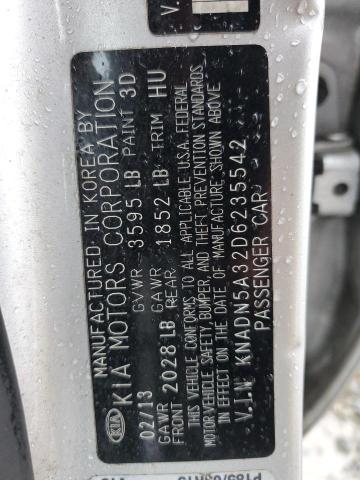 MANUFACTURED IN KOREA BY
KIA KIA MOTORS CORPORATION
02/13 GVWR 3595 LB PAINT 3D
GAWR FRONT 2028 LB GAWR REAR 1852 LB TRIM HU
THIS VEHICLE CONFORMS TO ALL APPLICABLE U.S.A. FEDERAL
MOTOR VEHICLE SAFETY, BUMPER AND THEFT PREVENTION STANDARDS
IN EFFECT ON THE DATE OF MANUFACTURE SHOWN ABOVE
V.I.N KNADN5A32D6235542
PASSENGER CAR